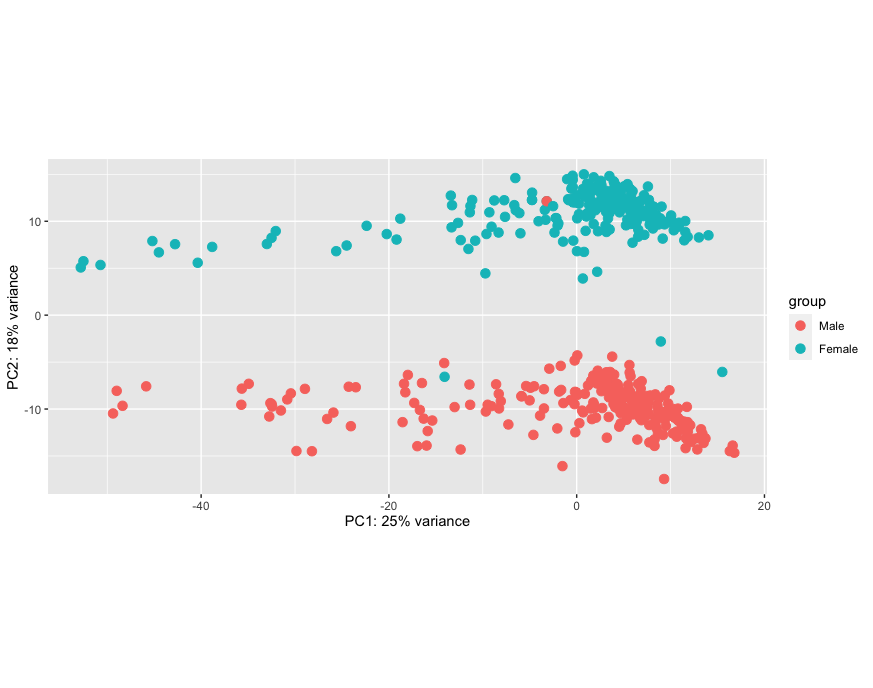 10
0
-10
-40
-20
0
20
PC1: 25% variance
PC2: 18% variance
group
Male
Female